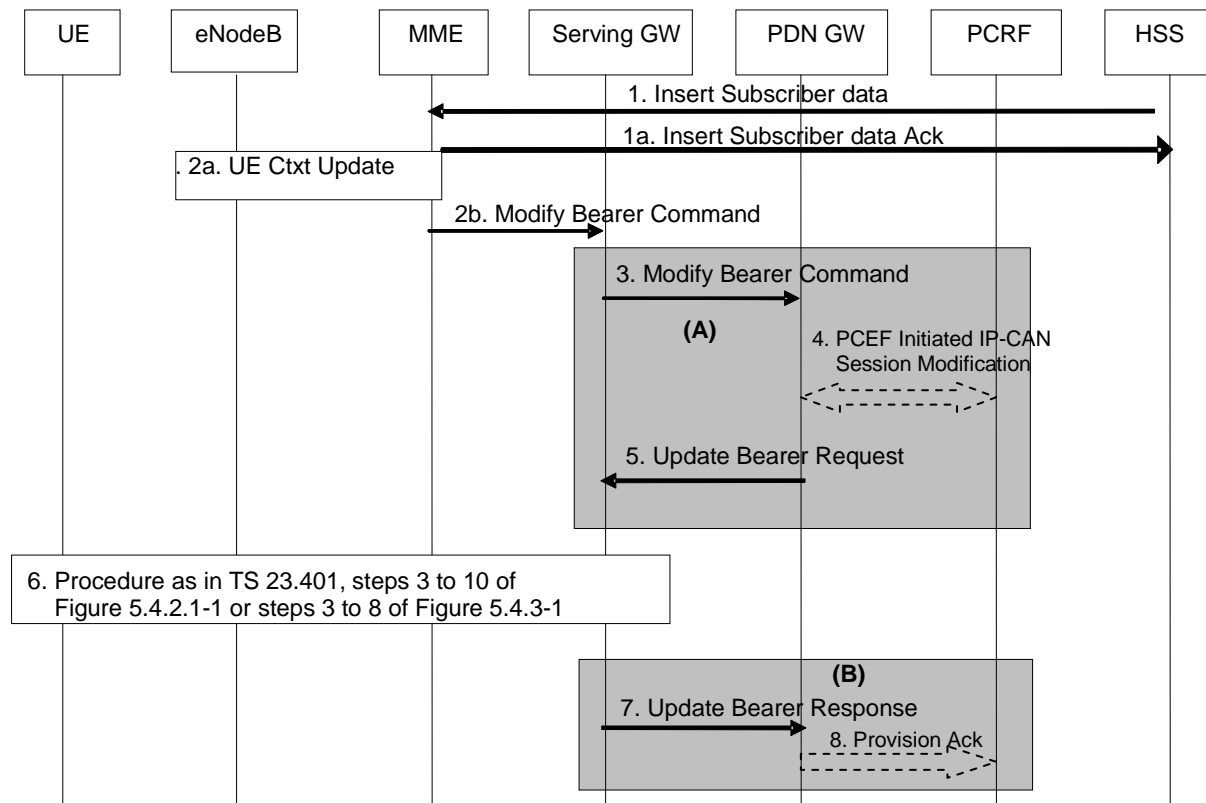 UE
eNodeB
MME
Serving GW
PDN GW
PCRF
HSS
1. Insert Subscriber data
1a. Insert Subscriber data Ack
. 2a. UE Ctxt Update
2b. Modify Bearer Command
3. Modify Bearer Command
(A)
4. PCEF Initiated IP-CAN
Session Modification
5. Update Bearer Request
6. Procedure as in TS 23.401, steps 3 to 10 of
Figure 5.4.2.1-1 or steps 3 to 8 of Figure 5.4.3-1
(B)
7. Update Bearer Response
8. Provision Ack